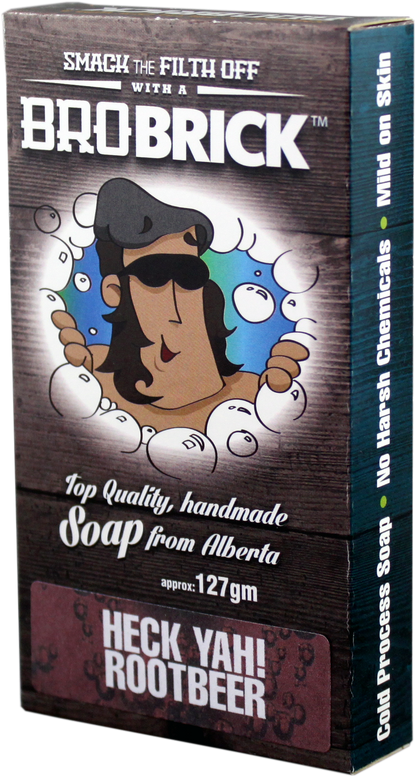 SMACK THE FILTH OFF
WITH A
BROBRICK™
Top Quality, handmade
Soap from Alberta
approx: 127gm
HECK YAH!
ROOTBEER
Cold Process Soap • No Harsh Chemicals • Mild on Skin